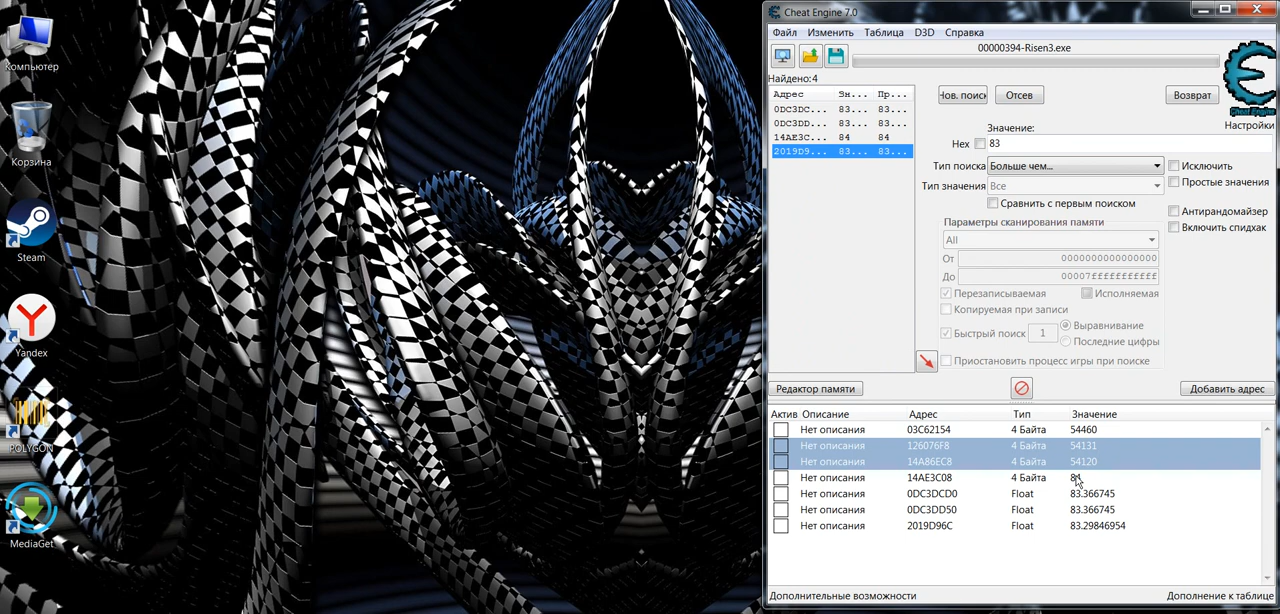 Компьютер
Корзина
Steam
Yandex
POLYGON
MediaGet
Cheat Engine 7.0
Файл Изменить Таблица D3D Справка
00000394-Risen3.exe
Найдено:4
Адрес Зн... Пр...
0DC3DC... 83... 83...
0DC3DD... 83... 83...
14AE3C... 84 84
2019D9... 83... 83...
Нов. поиск Отсев Возврат
Cheat Engine
Настройки
Значение:
Hex 83
Тип поиска Больше чем... Исключить
Тип значения Все Простые значения
Сравнить с первым поиском
Антирандомайзер
Включить спидхак
Параметры сканирования памяти
All
От 0000000000000000
До 00007fffffffffff
Перезаписываемая Исполняемая
Копируемая при записи
Быстрый поиск 1 Выравнивание
Последние цифры
Приостановить процесс игры при поиске
Редактор памяти Добавить адрес
Актив Описание Адрес Тип Значение
Нет описания 03C62154 4 Байта 54460
Нет описания 126076F8 4 Байта 54131
Нет описания 14A86EC8 4 Байта 54120
Нет описания 14AE3C08 4 Байта 84
Нет описания 0DC3DCD0 Float 83.366745
Нет описания 0DC3DD50 Float 83.366745
Нет описания 2019D96C Float 83.29846954
Дополнительные возможности Дополнение к таблице